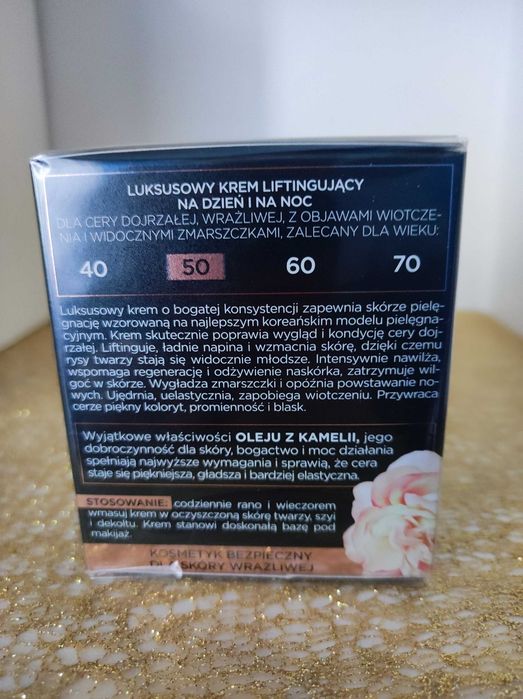 LUKSUSOWY KREM LIFTINGUJĄCY
NA DZIEŃ I NA NOC
DLA CERY DOJRZAŁEJ, WRAŻLIWEJ, Z OBJAWAMI WIOTCZE-
NIA I WIDOCZNYMI ZMARSZCZKAMI, ZALECANY DLA WIEKU:
40 50 60 70
Luksusowy krem o bogatej konsystencji zapewnia skórze pielę-
gnację wzorowaną na najlepszym koreańskim modelu pielęgna-
cyjnym. Krem skutecznie poprawia wygląd i kondycję cery doj-
rzałej. Liftinguje, ładnie napina i wzmacnia skórę, dzięki czemu
rysy twarzy stają się widocznie młodsze. Intensywnie nawilża,
wspomaga regenerację i odżywienie naskórka, zatrzymuje wil-
goć w skórze. Wygładza zmarszczki i opóźnia powstawanie no-
wych. Ujędrnia, uelastycznia, zapobiega wiotczeniu. Przywraca
cerze piękny koloryt, promienność i blask.
Wyjątkowe właściwości OLEJU Z KAMELII, jego
dobroczynność dla skóry, bogactwo i moc działania
spełniają najwyższe wymagania i sprawią, że cera
staje się piękniejsza, gładsza i bardziej elastyczna.
STOSOWANIE: codziennie rano i wieczorem
wmasuj krem w oczyszczoną skórę twarzy, szyi
i dekoltu. Krem stanowi doskonałą bazę pod
makijaż.
KOSMETYK BEZPIECZNY
DLA SKÓRY WRAŻLIWEJ